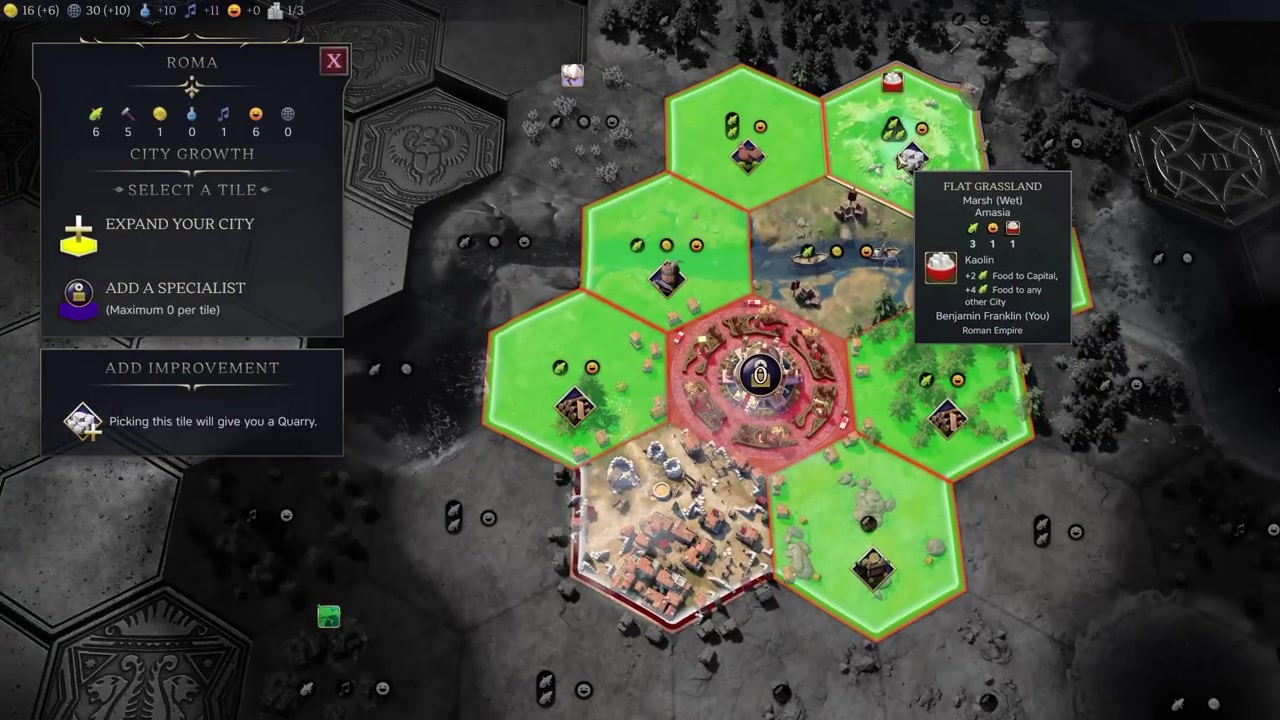 16 (+6) 30 (+10) +10 +11 +0 1/3
ROMA
X
6 5 1 0 1 6 0
CITY GROWTH
SELECT A TILE
EXPAND YOUR CITY
ADD A SPECIALIST
(Maximum 0 per tile)
ADD IMPROVEMENT
Picking this tile will give you a Quarry.
FLAT GRASSLAND
Marsh (Wet)
Amasia
3 1 1
Kaolin
+2 Food to Capital,
+4 Food to any
other City
Benjamin Franklin (You)
Roman Empire
VII